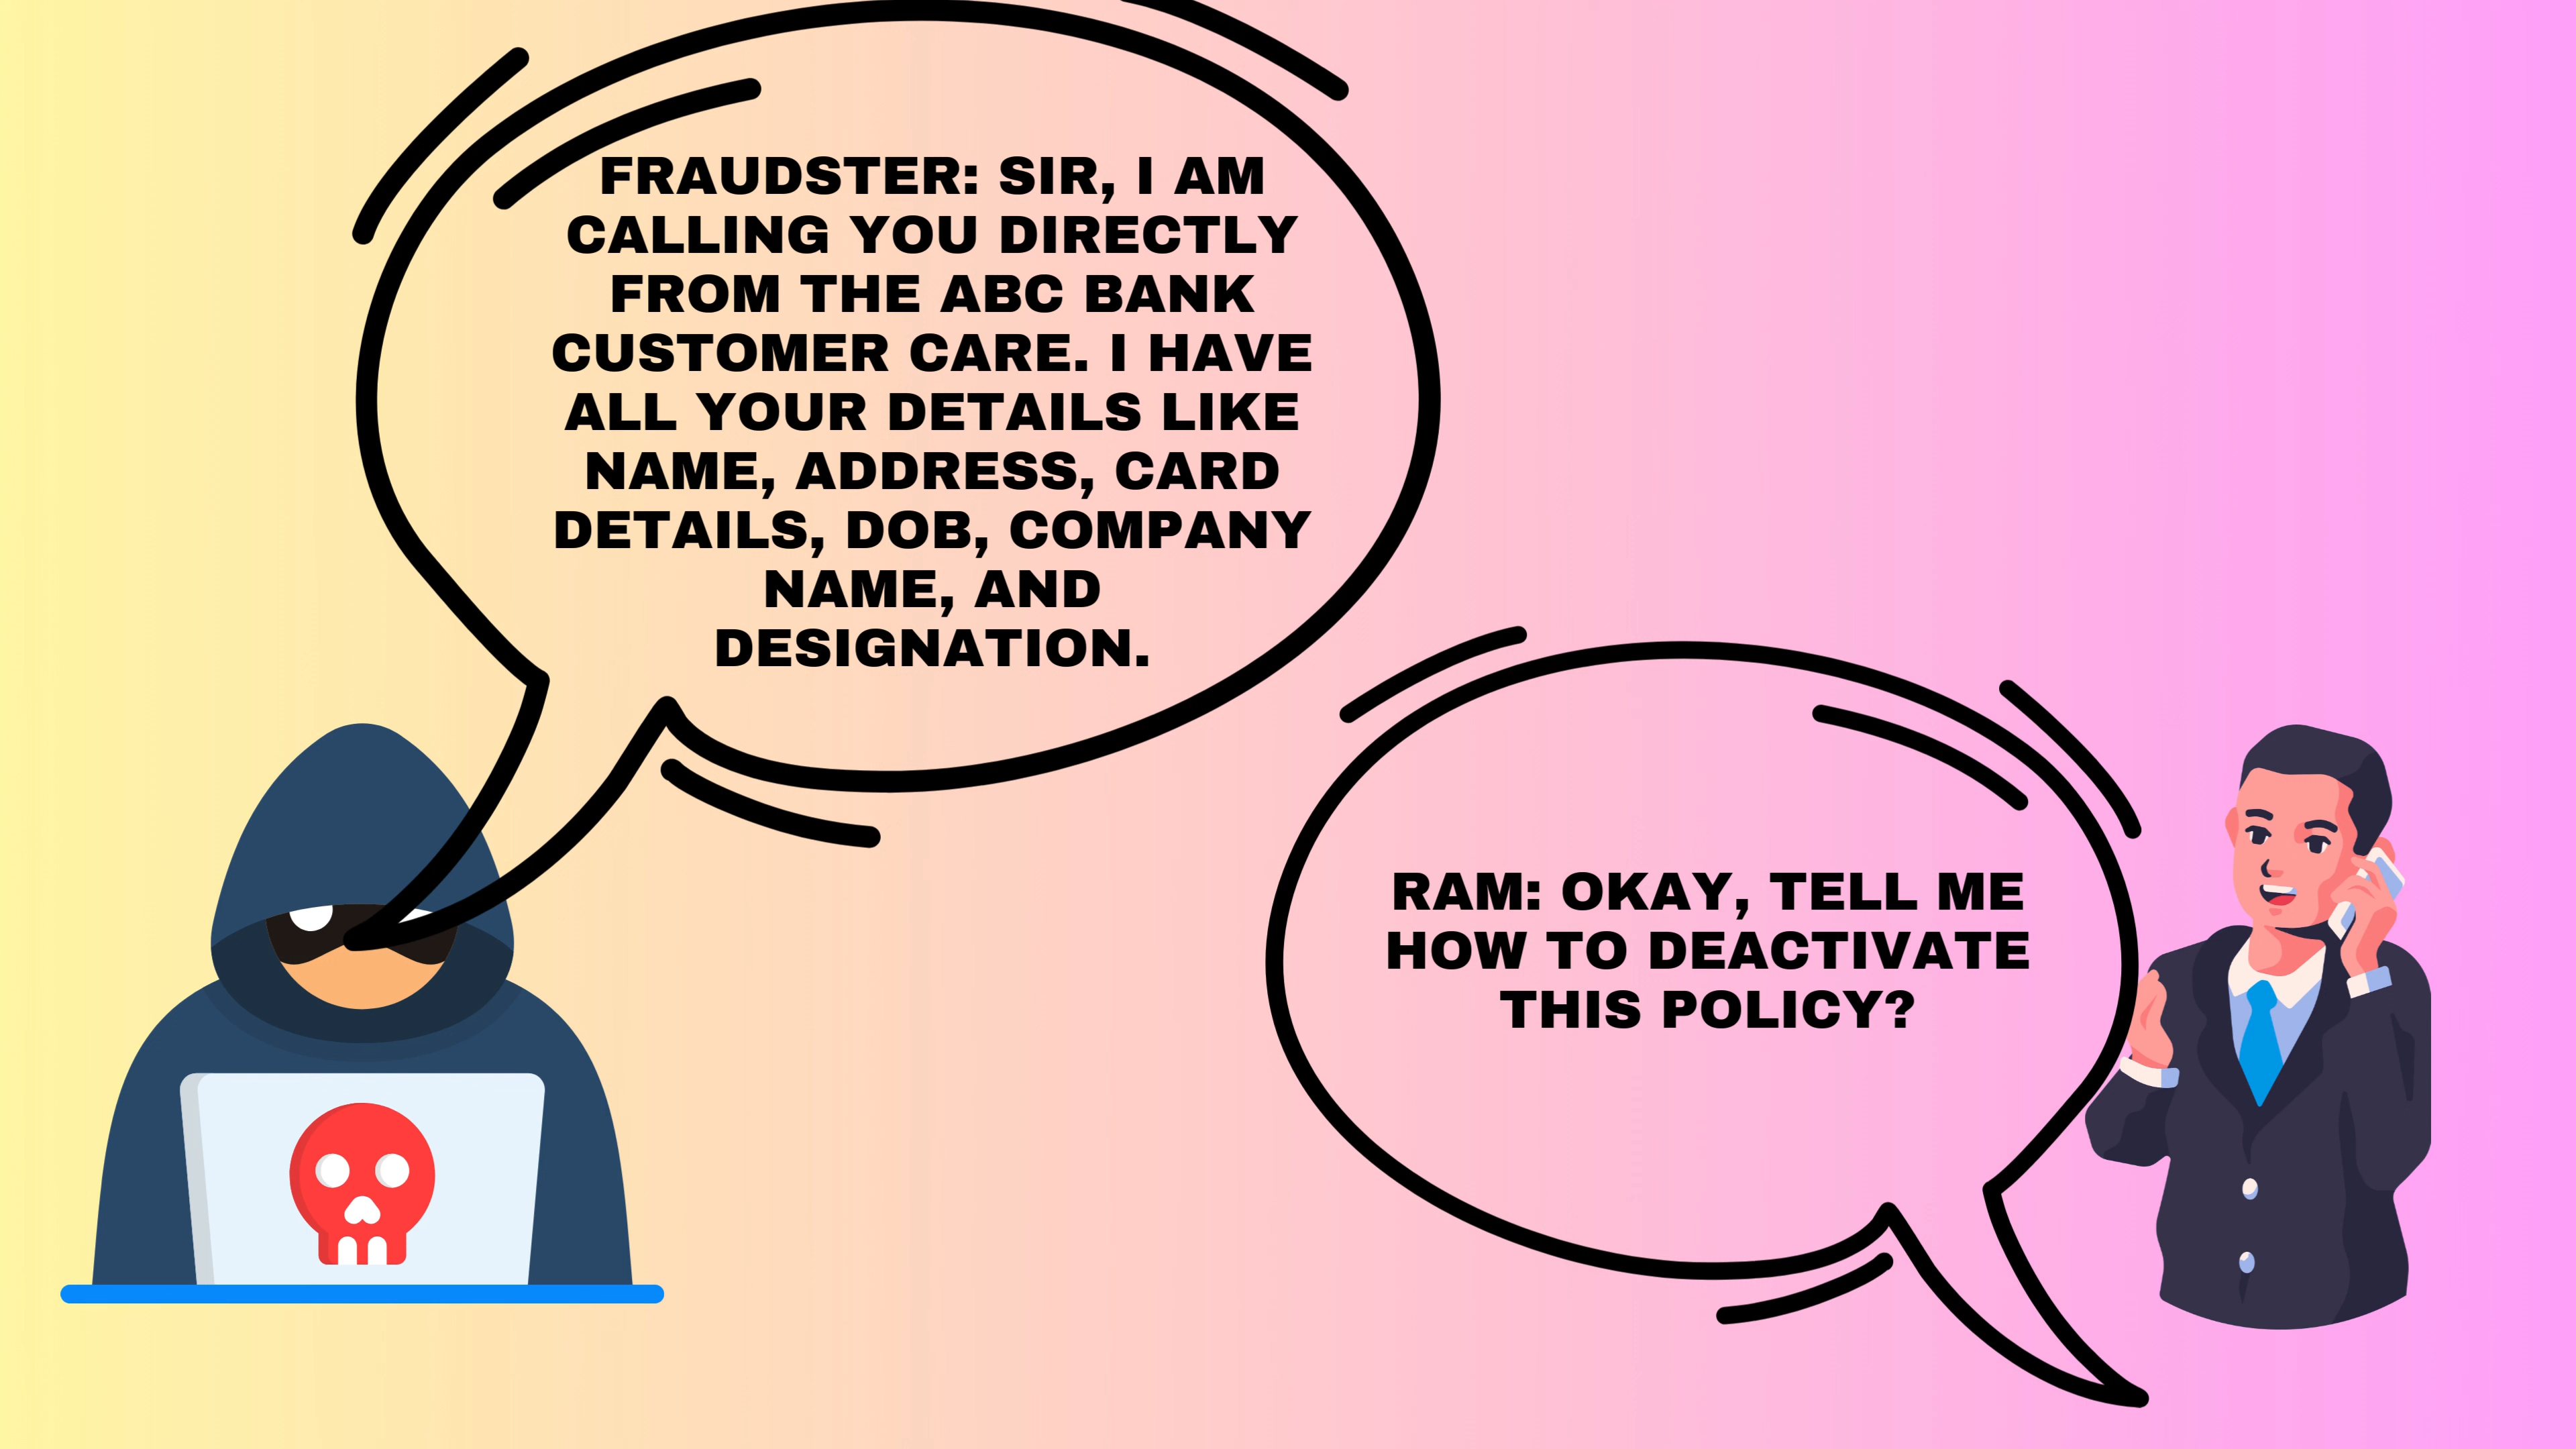 FRAUDSTER: SIR, I AM
CALLING YOU DIRECTLY
FROM THE ABC BANK
CUSTOMER CARE. I HAVE
ALL YOUR DETAILS LIKE
NAME, ADDRESS, CARD
DETAILS, DOB, COMPANY
NAME, AND
DESIGNATION.
RAM: OKAY, TELL ME
HOW TO DEACTIVATE
THIS POLICY?